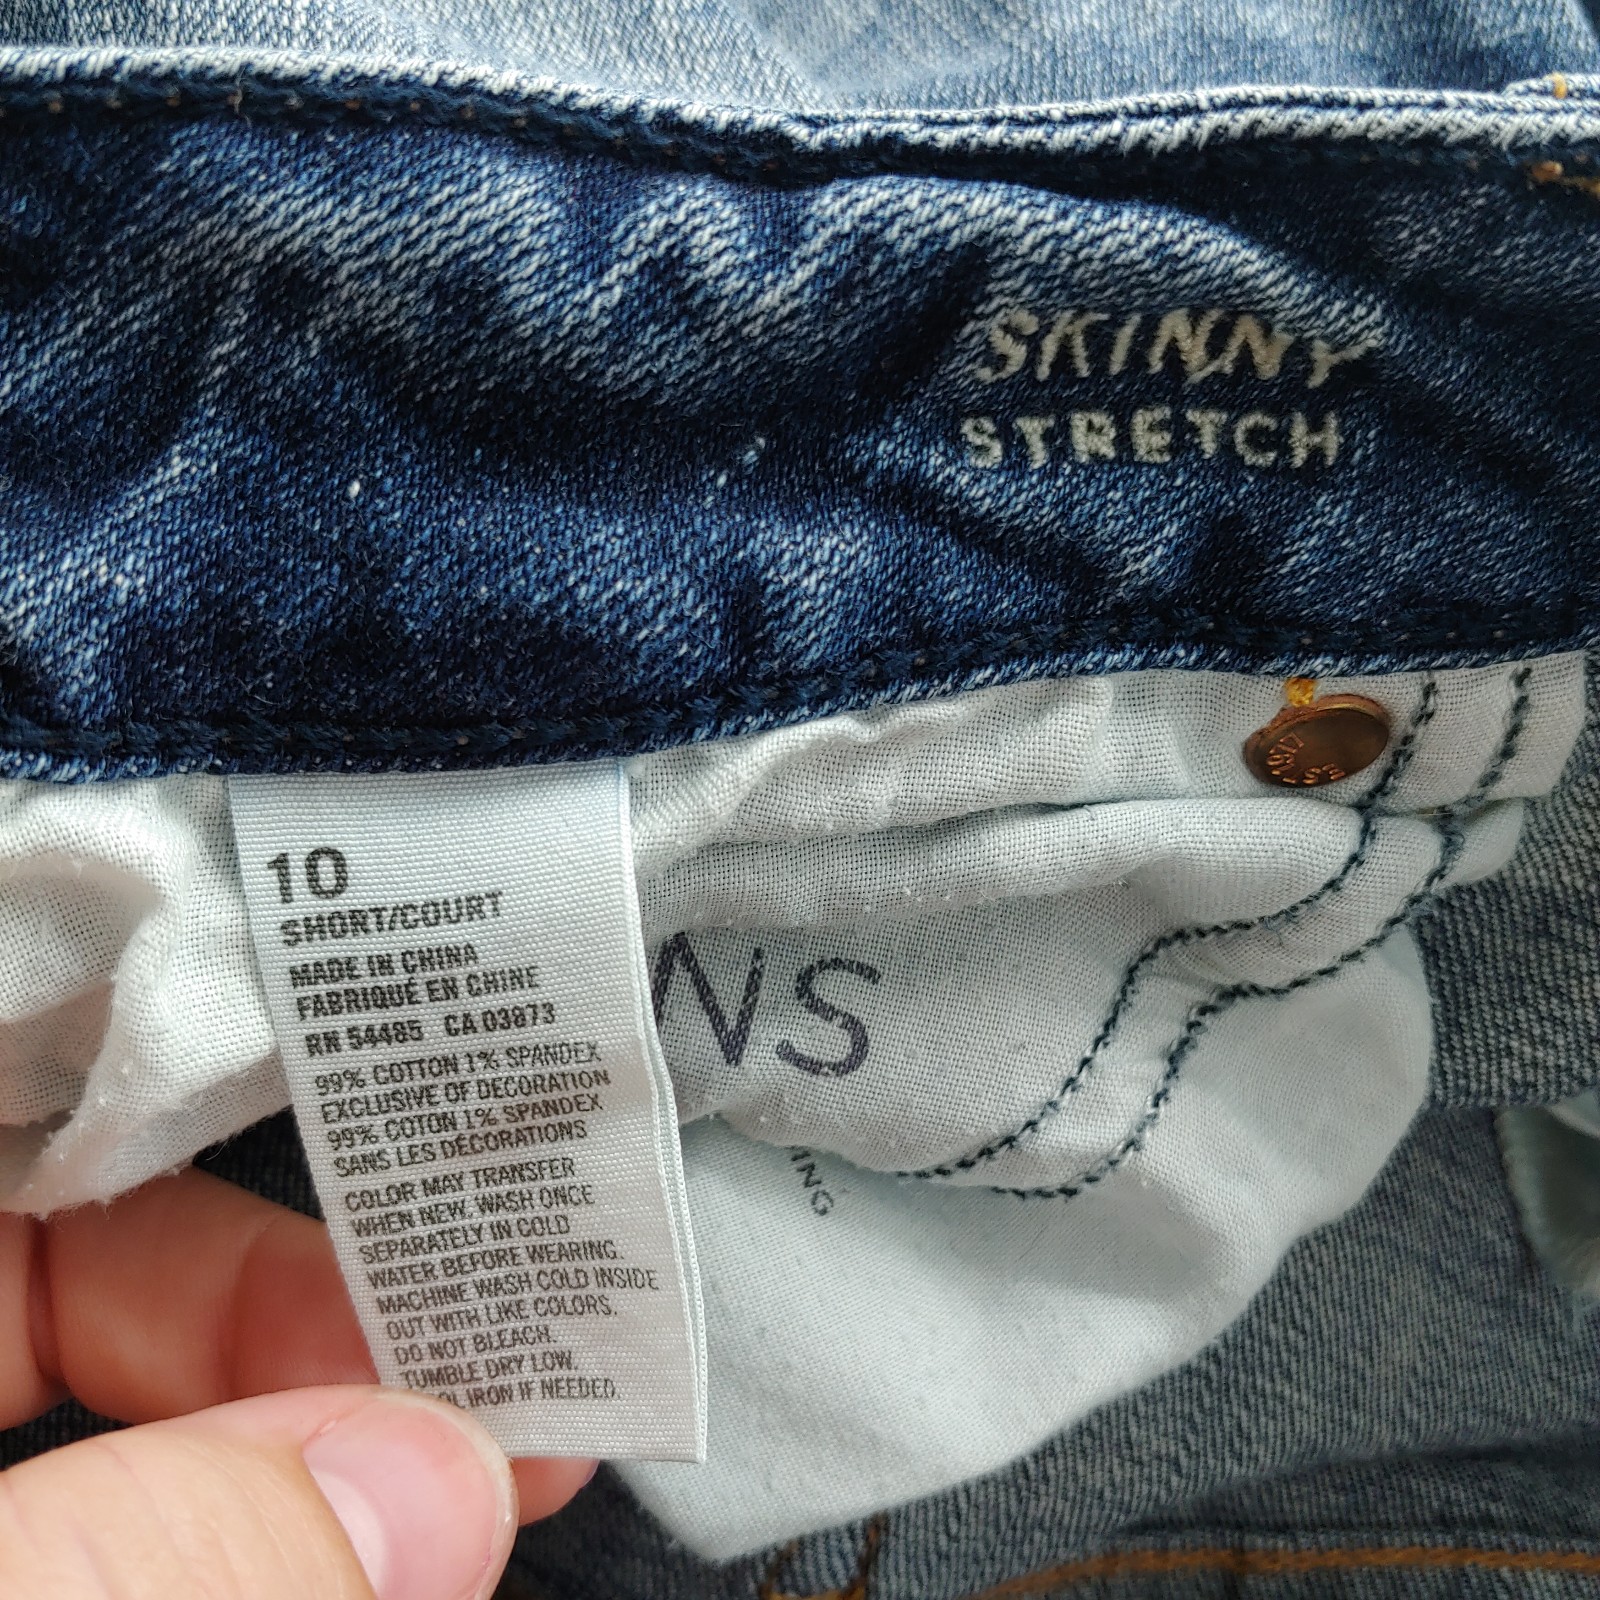 SKINNY
STRETCH
10
SHORT/COURT
MADE IN CHINA
FABRIQUÉ EN CHINE
RN 54485 CA 03873
99% COTTON 1% SPANDEX
EXCLUSIVE OF DECORATION
99% COTON 1% SPANDEX
SANS LES DÉCORATIONS
COLOR MAY TRANSFER
WHEN NEW. WASH ONCE
SEPARATELY IN COLD
WATER BEFORE WEARING.
MACHINE WASH COLD INSIDE
OUT WITH LIKE COLORS.
DO NOT BLEACH.
TUMBLE DRY LOW.
IRON IF NEEDED.